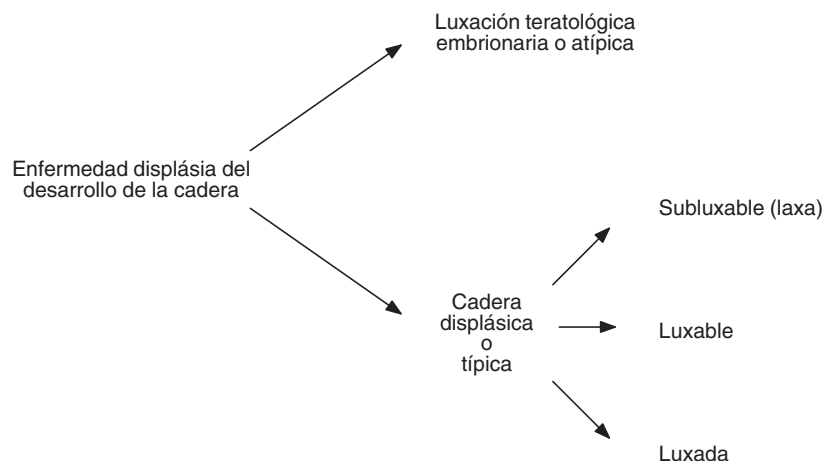 Luxación teratológica
embrionaria o atípica
Enfermedad displásia del
desarrollo de la cadera
Subluxable (laxa)
Cadera
displásica
o
típica
Luxable
Luxada